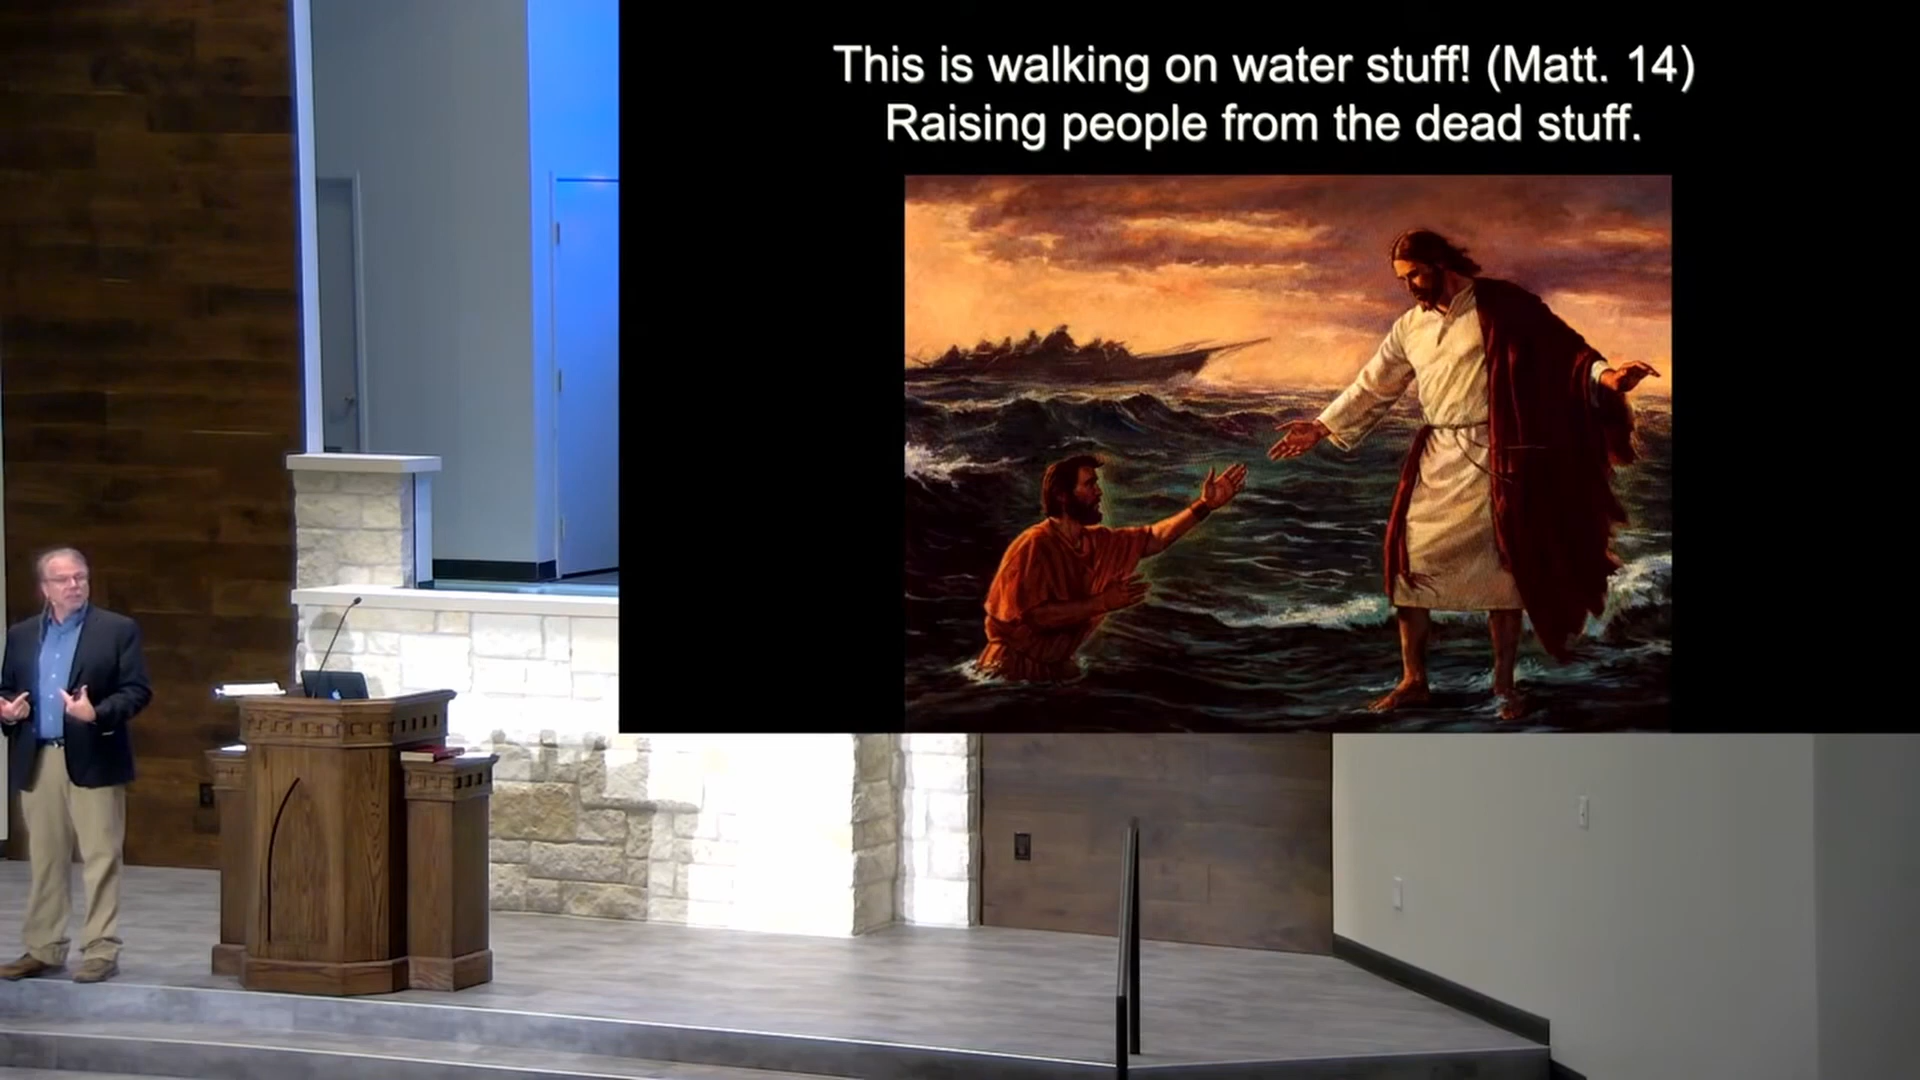 This is walking on water stuff! (Matt. 14)
Raising people from the dead stuff.